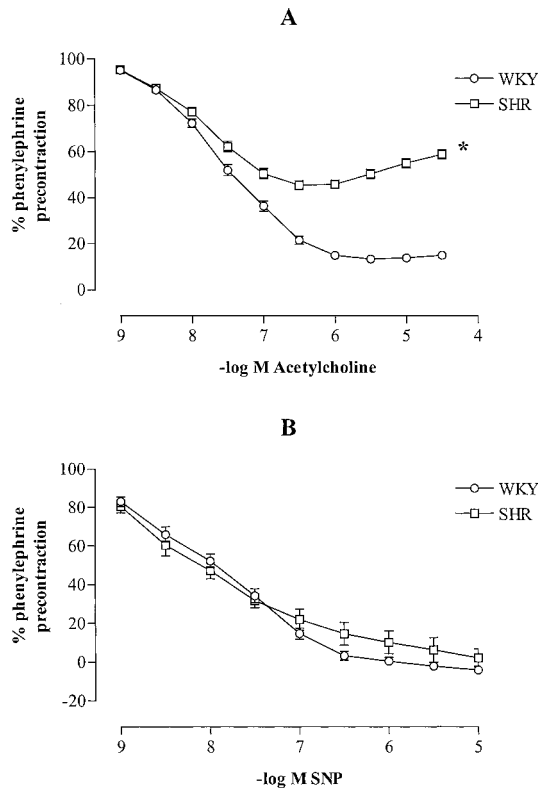 A
WKY
SHR
% phenylephrine
precontraction
100
80
60
40
20
0
*
9 8 7 6 5 4
-log M Acetylcholine
B
WKY
SHR
% phenylephrine
precontraction
100
80
60
40
20
0
-20
9 8 7 6 5
-log M SNP